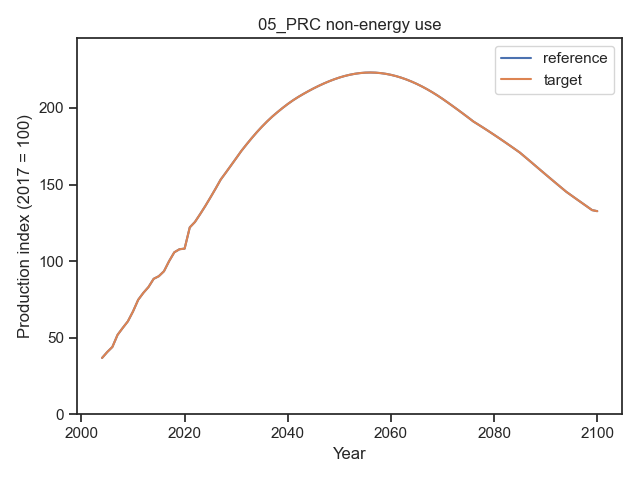 05_PRC non-energy use
reference
target
Production index (2017 = 100)
200
150
100
50
0
2000
2020
2040
2060
2080
2100
Year